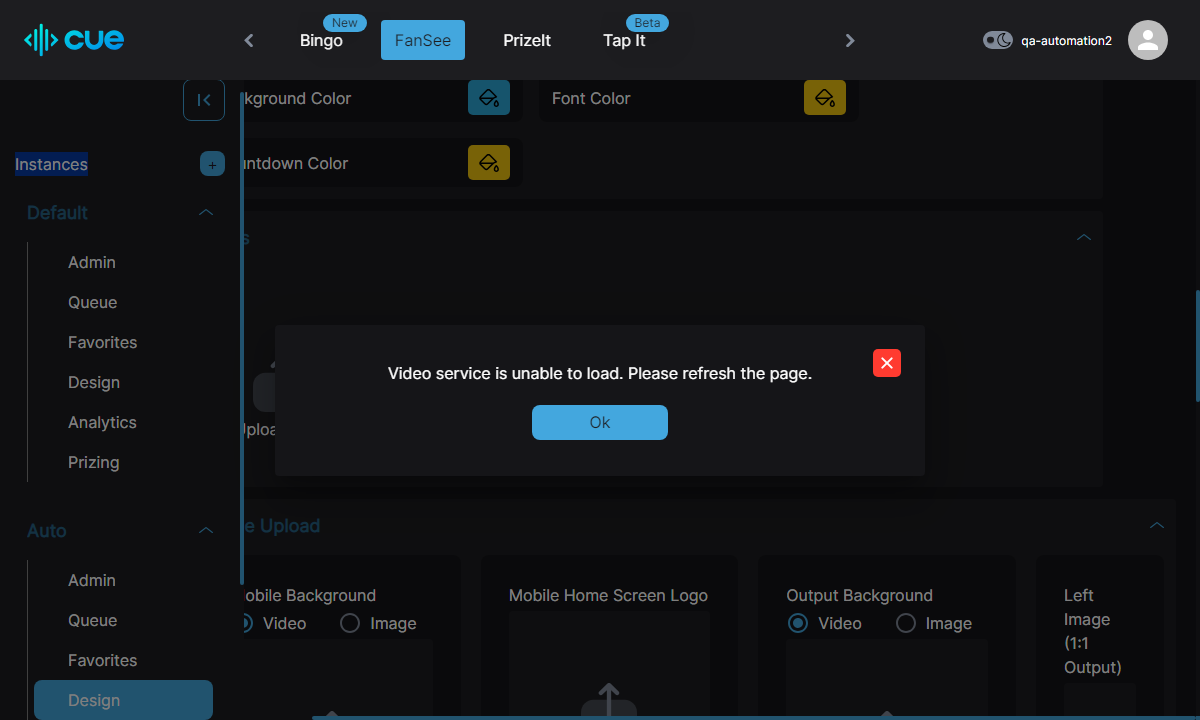 cue
Bingo
New
FanSee
PrizeIt
Tap It
Beta
qa-automation2
Instances
+
Default
Admin
Queue
Favorites
Design
Analytics
Prizing
Auto
Admin
Queue
Favorites
Design
kground Color
Font Color
untdown Color
s
Video service is unable to load. Please refresh the page.
Ok
Uploa
e Upload
obile Background
Video
Image
Mobile Home Screen Logo
Output Background
Video
Image
Left
Image
(1:1
Output)